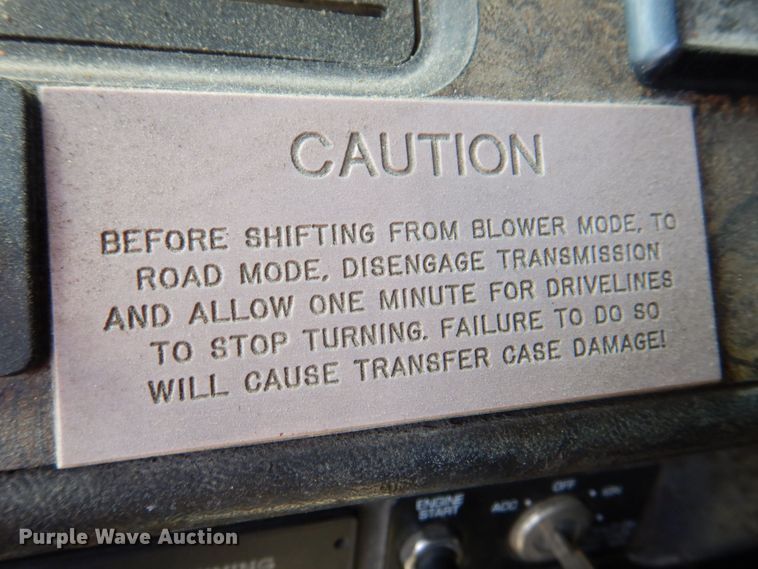 CAUTION
BEFORE SHIFTING FROM BLOWER MODE, TO
ROAD MODE, DISENGAGE TRANSMISSION
AND ALLOW ONE MINUTE FOR DRIVELINES
TO STOP TURNING. FAILURE TO DO SO
WILL CAUSE TRANSFER CASE DAMAGE!
ENGINE
START
ACC
OFF
ON
Purple Wave Auction